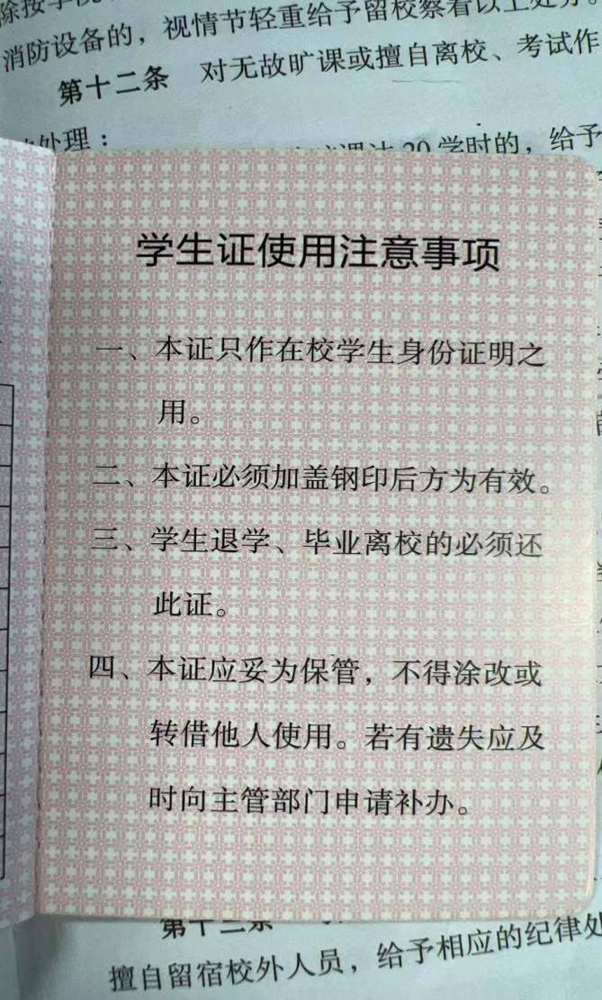 除按学校
消防设备的，视情节轻重给予留校察看以上处分。
第十二条 对无故旷课或擅自离校、考试作
处理：
旷课达20学时的，给予
学生证使用注意事项
一、本证只作在校学生身份证明之
用。
二、本证必须加盖钢印后方为有效。
三、学生退学、毕业离校的必须还
此证。
四、本证应妥为保管，不得涂改或
转借他人使用。若有遗失应及
时向主管部门申请补办。
第十三条
擅自留宿校外人员，给予相应的纪律处